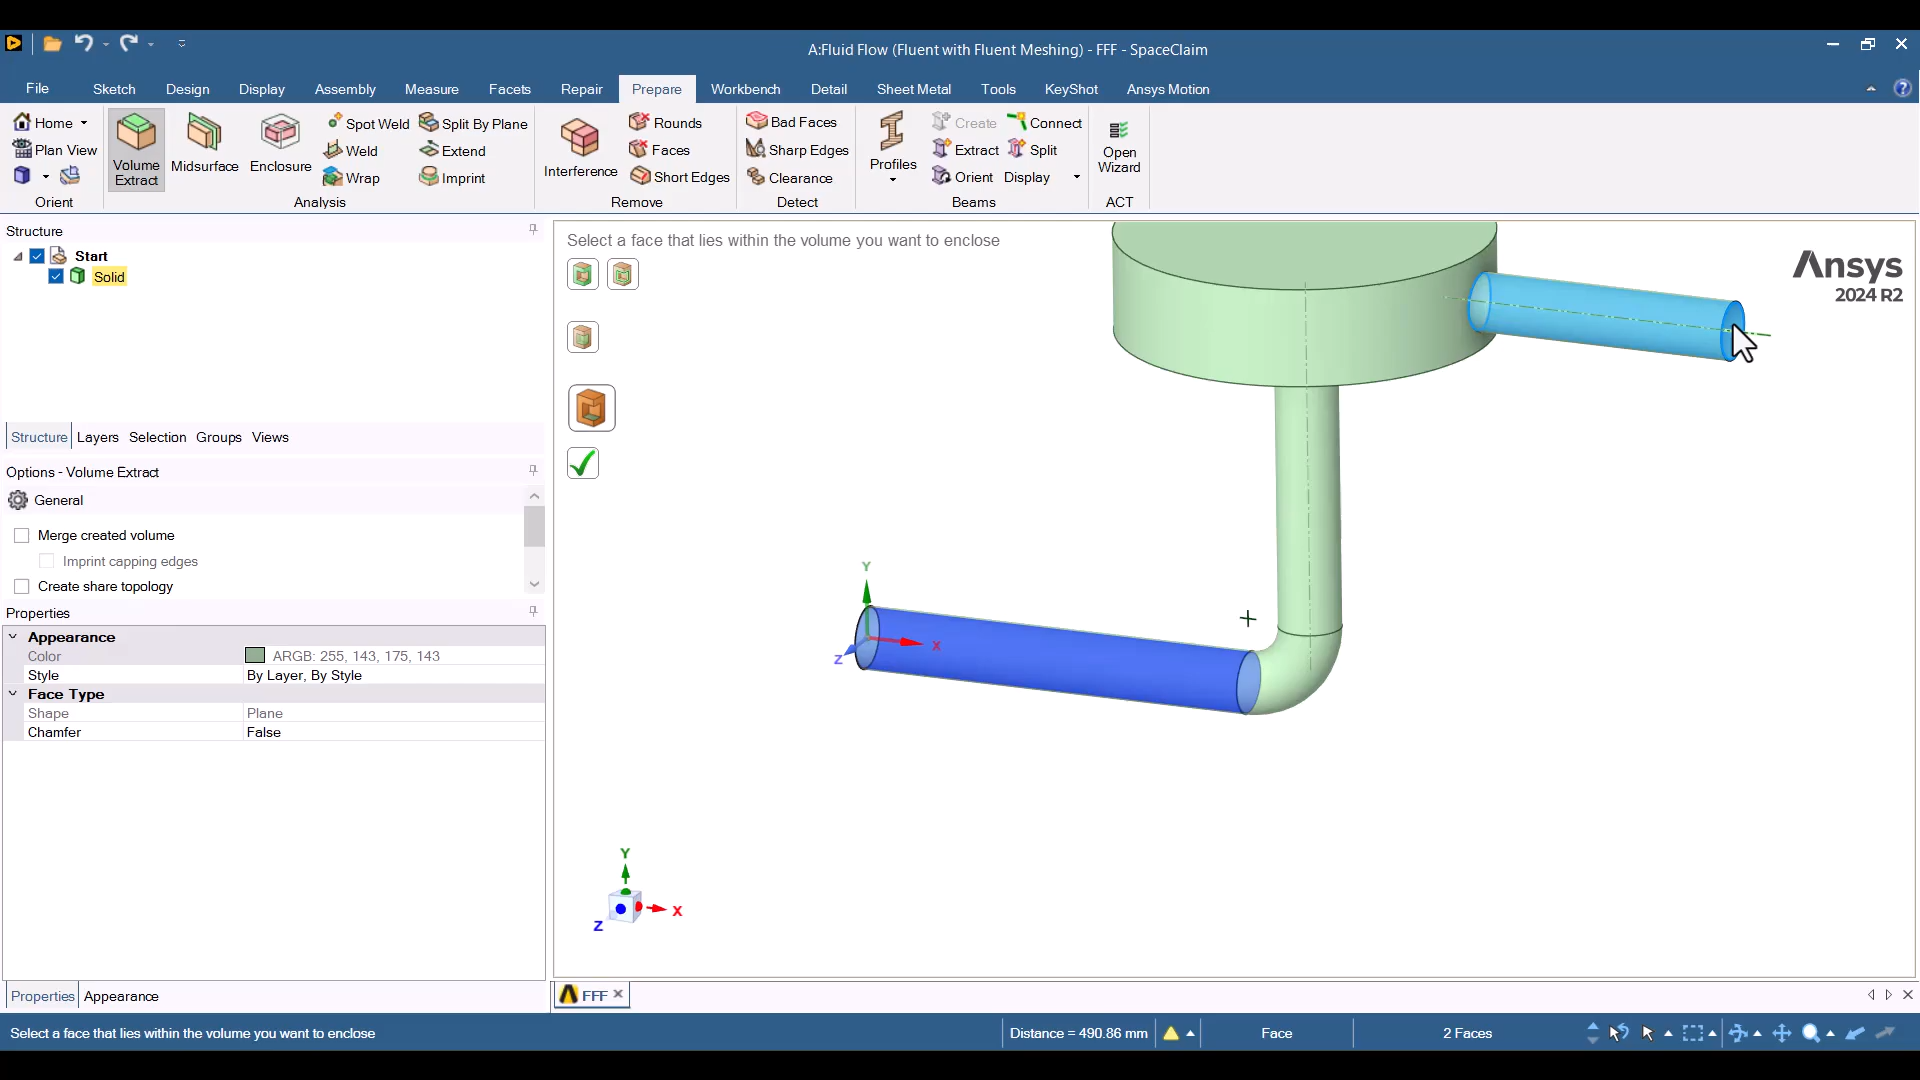 A:Fluid Flow (Fluent with Fluent Meshing) - FFF - SpaceClaim
File Sketch Design Display Assembly Measure Facets Repair Prepare Workbench Detail Sheet Metal Tools KeyShot Ansys Motion
Home
Plan View
Orient
Volume Extract
Midsurface
Enclosure
Spot Weld
Weld
Wrap
Split By Plane
Extend
Imprint
Analysis
Interference
Rounds
Faces
Short Edges
Remove
Bad Faces
Sharp Edges
Clearance
Detect
Profiles
Create
Connect
Extract
Split
Orient
Display
Beams
Open Wizard
ACT
Structure
Start
Solid
Structure Layers Selection Groups Views
Options - Volume Extract
General
Merge created volume
Imprint capping edges
Create share topology
Properties
Appearance
Color ARGB: 255, 143, 175, 143
Style By Layer, By Style
Face Type
Shape Plane
Chamfer False
Properties Appearance
Select a face that lies within the volume you want to enclose
Ansys
2024 R2
Y
X
Z
Y
X
Z
FFF
Select a face that lies within the volume you want to enclose
Distance = 490.86 mm
Face
2 Faces